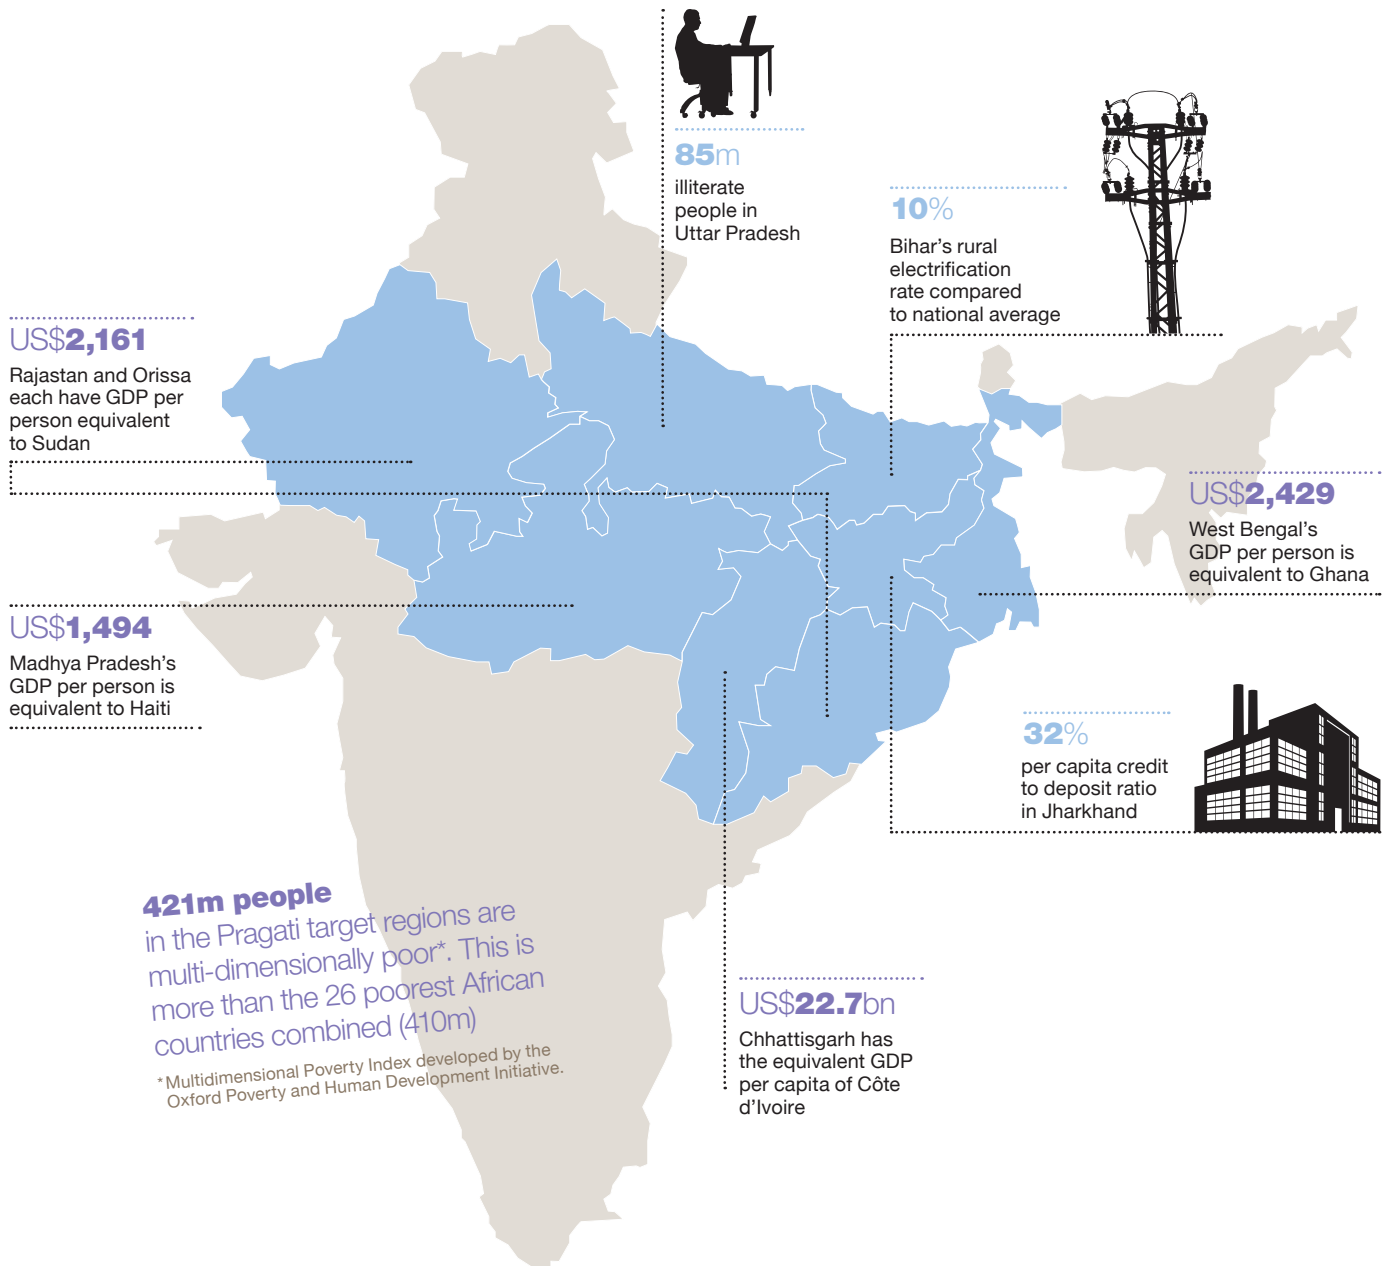 85m
illiterate
people in
Uttar Pradesh
10%
Bihar's rural
electrification
rate compared
to national average
US$2,161
Rajastan and Orissa
each have GDP per
person equivalent
to Sudan
US$2,429
West Bengal's
GDP per person is
equivalent to Ghana
US$1,494
Madhya Pradesh's
GDP per person is
equivalent to Haiti
32%
per capita credit
to deposit ratio
in Jharkhand
421m people
in the Pragati target regions are
multi-dimensionally poor*. This is
more than the 26 poorest African
countries combined (410m)
*Multidimensional Poverty Index developed by the
Oxford Poverty and Human Development Initiative.
US$22.7bn
Chhattisgarh has
the equivalent GDP
per capita of Côte
d'Ivoire